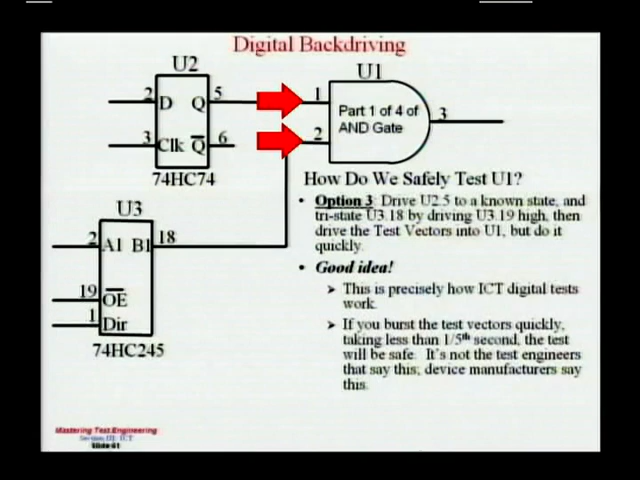 Digital Backdriving
U2
U1
2 D Q 5
3 Clk Q 6
74HC74
1
2
Part 1 of 4 of
AND Gate
3
U3
2 A1 B1 18
19 OE
1 Dir
74HC245
How Do We Safely Test U1?
• Option 3: Drive U2.5 to a known state, and
tri-state U3.18 by driving U3.19 high, then
drive the Test Vectors into U1, but do it
quickly.
• Good idea!
➢ This is precisely how ICT digital tests
work.
➢ If you burst the test vectors quickly,
taking less than 1/5th second, the test
will be safe. It's not the test engineers
that say this; device manufacturers say
this.
Mastering Test Engineering
Section III: ICT
Slide 61